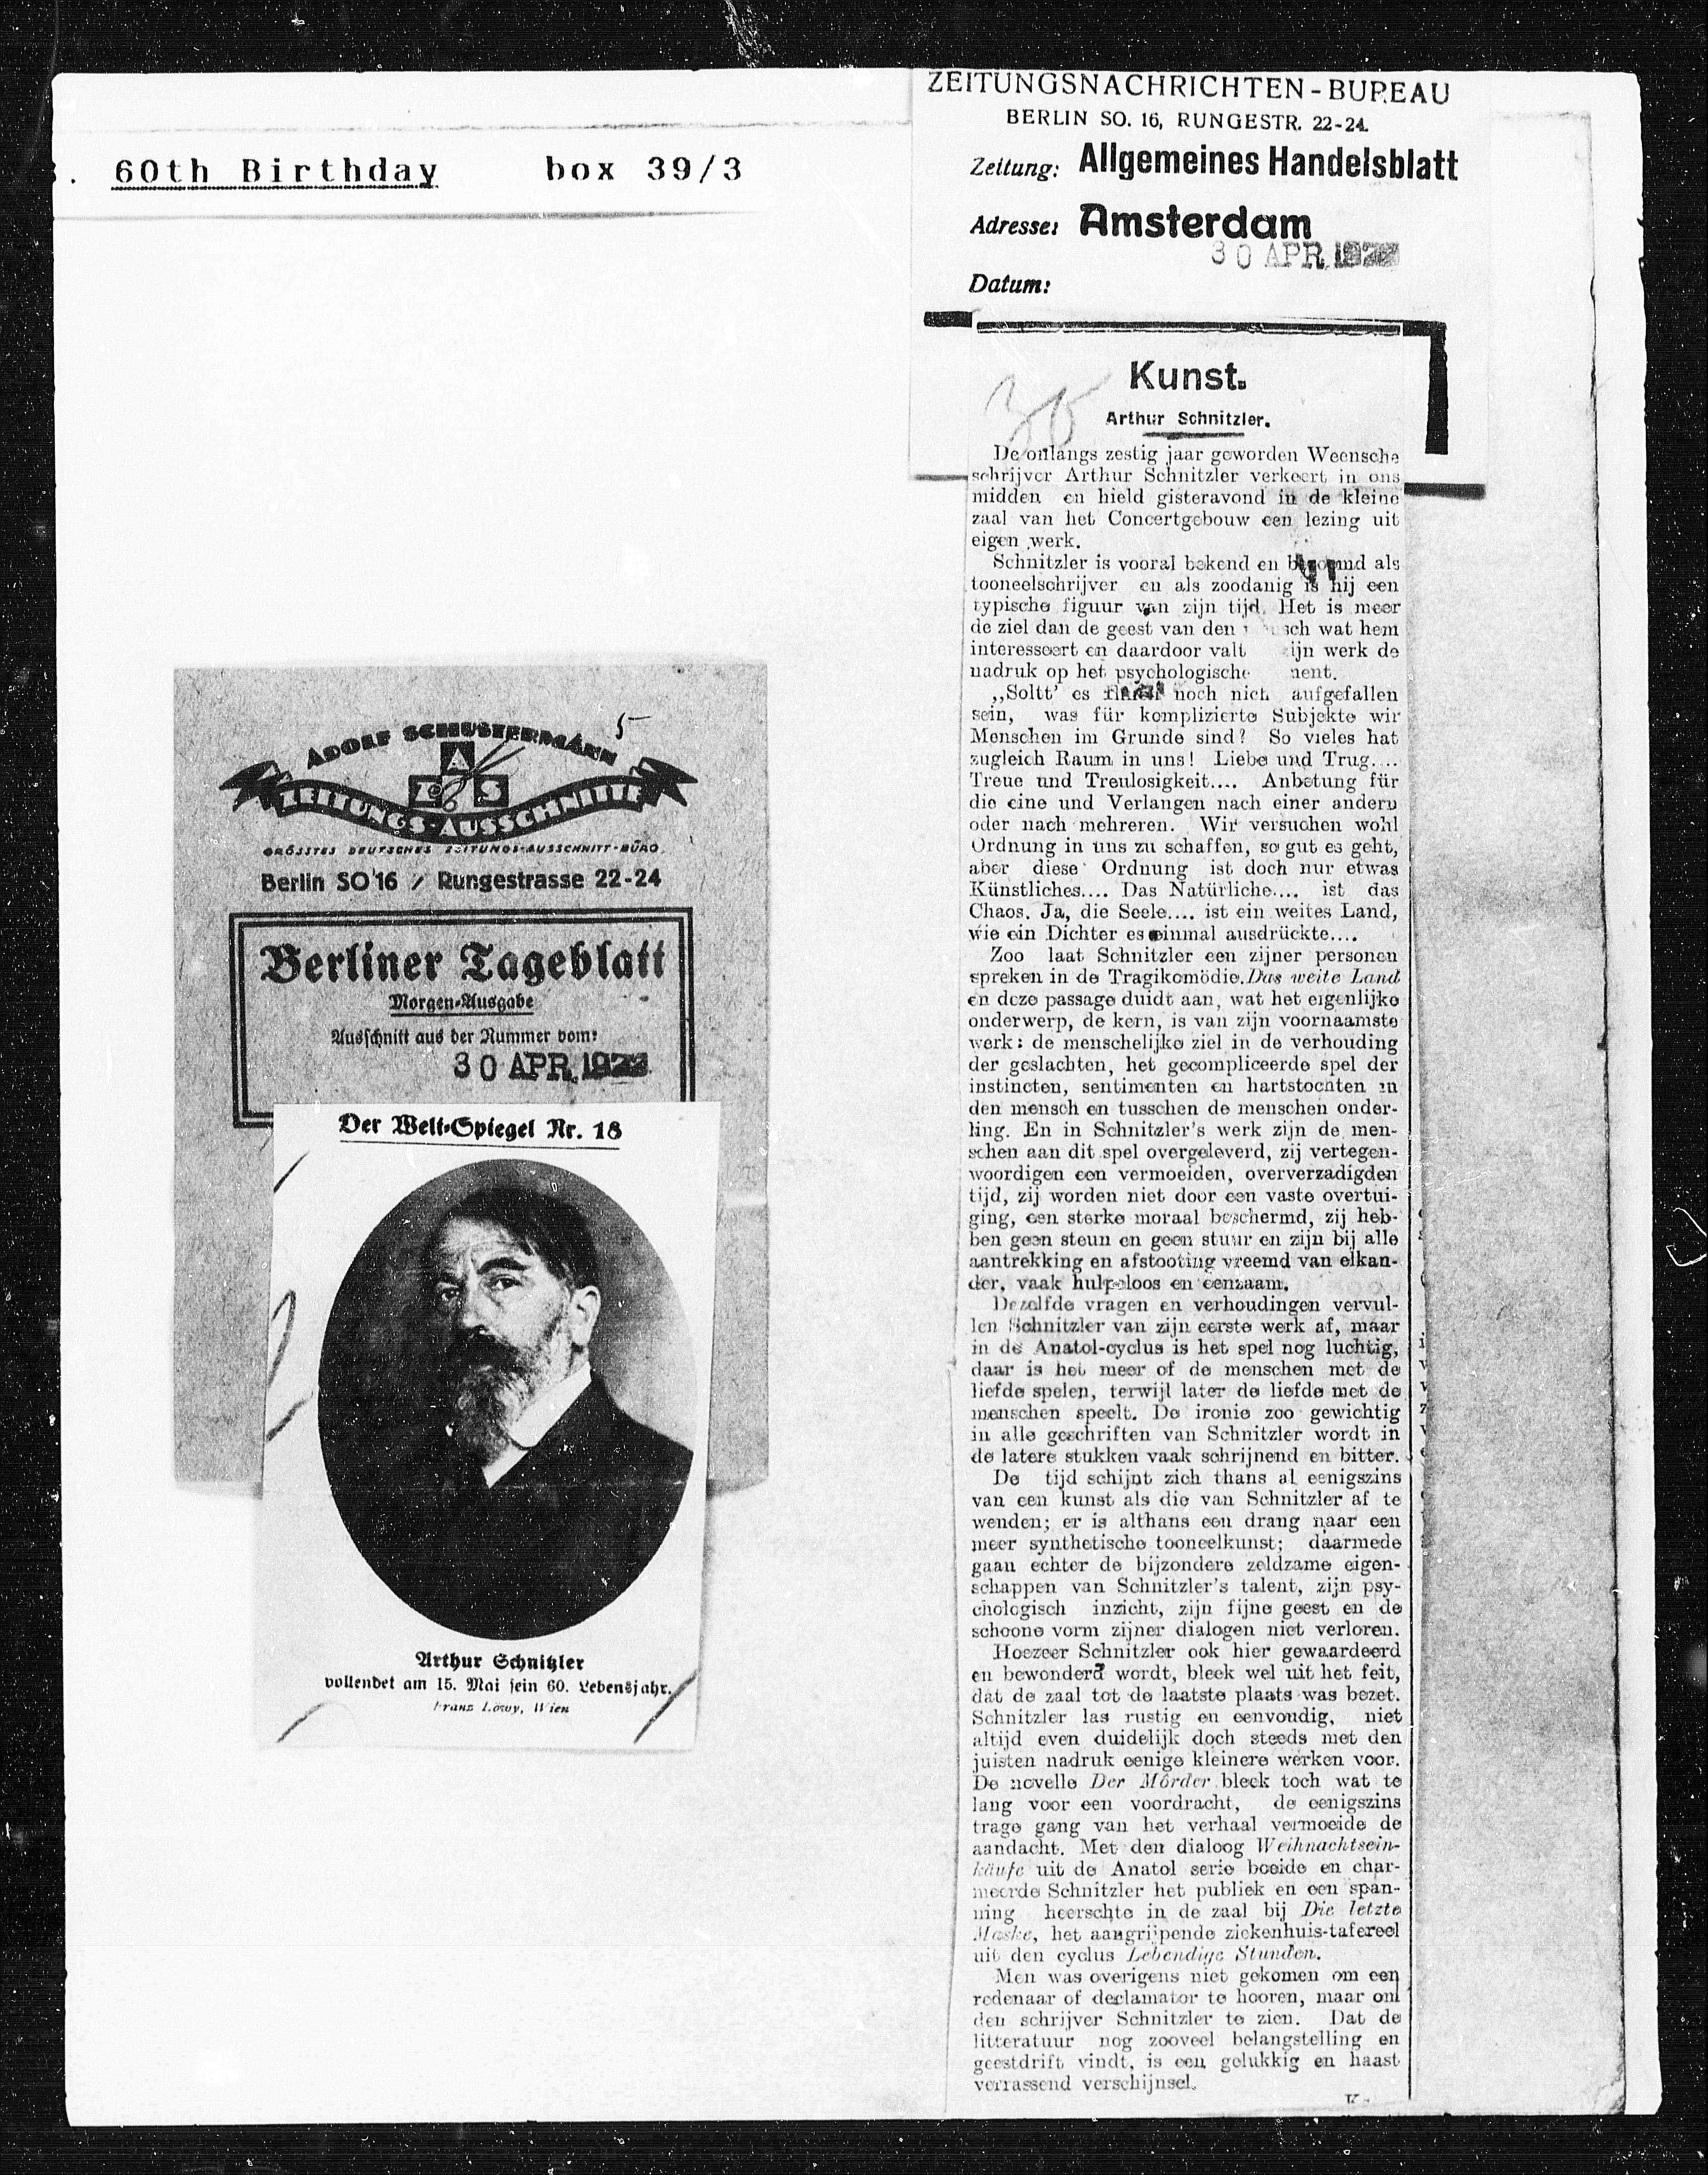 60th Birthday box 39/3
ADOLF SCHUSTERMANN
5
A
Z S
ZEITUNGS-AUSSCHNITTE
GRÖSSTES DEUTSCHES ZEITUNGS-AUSSCHNITT-BÜRO
Berlin SO 16 / Rungestrasse 22-24
Berliner Tageblatt
Morgen-Ausgabe
Ausschnitt aus der Nummer vom:
30 APR. 1922
Der Welt-Spiegel Nr. 18
Arthur Schnitzler
vollendet am 15. Mai sein 60. Lebensjahr.
Franz Löwy, Wien
ZEITUNGSNACHRICHTEN-BUREAU
BERLIN SO. 16, RUNGESTR. 22-24.
Zeitung: Allgemeines Handelsblatt
Adresse: Amsterdam
30 APR. 1922
Datum:
Kunst.
Arthur Schnitzler.
De onlangs zestig jaar geworden Weensche
schrijver Arthur Schnitzler verkeert in ons
midden en hield gisteravond in de kleine
zaal van het Concertgebouw een lezing uit
eigen werk.
Schnitzler is vooral bekend en als
tooneelschrijver en als zoodanig is hij een
typische figuur van zijn tijd. Het is meer
de ziel dan de geest van den wat hem
interesseert en daardoor valt werk de
nadruk op het
„Soltt' es noch nich aufgefallen
sein, was für komplizierte Subjekte wir
Menschen im Grunde sind? So vieles hat
zugleich Raum in uns! Liebe und Trug....
Treue und Treulosigkeit.... Anbetung für
die eine und Verlangen nach einer andern
oder nach mehreren. Wir versuchen wohl
Ordnung in uns zu schaffen, so gut es geht,
aber diese Ordnung ist doch nur etwas
Künstliches.... Das Natürliche.... ist das
Chaos. Ja, die Seele.... ist ein weites Land,
wie ein Dichter es einmal ausdrückte....
Zoo laat Schnitzler een zijner personen
spreken in de Tragikomödie Das weite Land
en deze passage duidt aan, wat het eigenlijke
onderwerp, de kern, is van zijn voornaamste
werk: de menschelijke ziel in de verhouding
der geslachten, het gecompliceerde spel der
instincten, sentimenten en hartstochten in
den mensch en tusschen de menschen onder-
ling. En in Schnitzler's werk zijn de men-
schen aan dit spel overgeleverd, zij vertegen-
woordigen een vermoeiden, oververzadigden
tijd, zij worden niet door een vaste overtui-
ging, een sterke moraal beschermd, zij heb-
ben geen steun en geen stuur en zijn bij alle
aantrekking en afstooting vreemd van elkan-
der, vaak hulpeloos en eenzaam.
Dezelfde vragen en verhoudingen vervul-
len Schnitzler van zijn eerste werk af, maar
in de Anatol-cyclus is het spel nog luchtig,
daar is het meer of de menschen met de
liefde spelen, terwijl later de liefde met de
menschen speelt. De ironie zoo gewichtig
in alle geschriften van Schnitzler wordt in
de latere stukken vaak schrijnend en bitter.
De tijd schijnt zich thans al eenigszins
van een kunst als die van Schnitzler af te
wenden; er is althans een drang naar een
meer synthetische tooneelkunst; daarmede
gaan echter de bijzondere zeldzame eigen-
schappen van Schnitzler's talent, zijn psy-
chologisch inzicht, zijn fijne geest en de
schoone vorm zijner dialogen niet verloren.
Hoezeer Schnitzler ook hier gewaardeerd
en bewonderd wordt, bleek wel uit het feit,
dat de zaal tot de laatste plaats was bezet.
Schnitzler las rustig en eenvoudig, niet
altijd even duidelijk doch steeds met den
juisten nadruk eenige kleinere werken voor.
De novelle Der Mörder bleek toch wat te
lang voor een voordracht, de eenigszins
trage gang van het verhaal vermoeide de
aandacht. Met den dialoog Weihnachtsein-
käufe uit de Anatol serie boeide en char-
meerde Schnitzler het publiek en een span-
ning heerschte in de zaal bij Die letzte
Maske, het aangrijpende ziekenhuis-tafereel
uit den cyclus Lebendige Stunden.
Men was overigens niet gekomen om een
redenaar of declamator te hooren, maar om
den schrijver Schnitzler te zien. Dat de
litteratuur nog zooveel belangstelling en
geestdrift vindt, is een gelukkig en haast
verrassend verschijnsel.